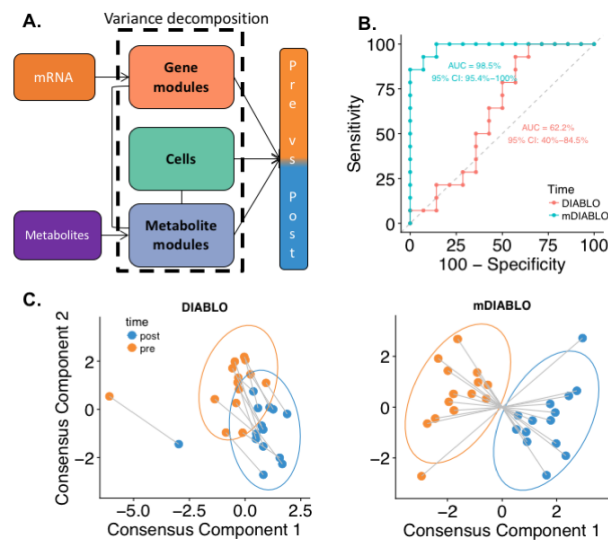 A.
Variance decomposition
mRNA
Gene
modules
Cells
Metabolites
Metabolite
modules
Pre vs Post
B.
Sensitivity
100
75
50
25
0
AUC = 98.5%
95% CI: 95.4%−100%
AUC = 62.2%
95% CI: 40%−84.5%
Time
DIABLO
mDIABLO
0 25 50 75 100
100 − Specificity
C.
DIABLO
time
post
pre
Consensus Component 2
2
0
−2
−5.0 −2.5 0.0 2.5
Consensus Component 1
mDIABLO
2
0
−2
−2 0 2
Consensus Component 1